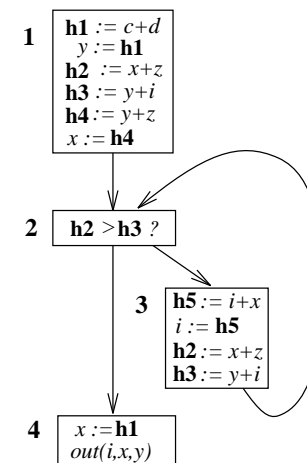 1
h1 := c+d
y := h1
h2 := x+z
h3 := y+i
h4 := y+z
x := h4
2
h2 >h3 ?
3
h5 := i+x
i := h5
h2 := x+z
h3 := y+i
4
x := h1
out(i,x,y)